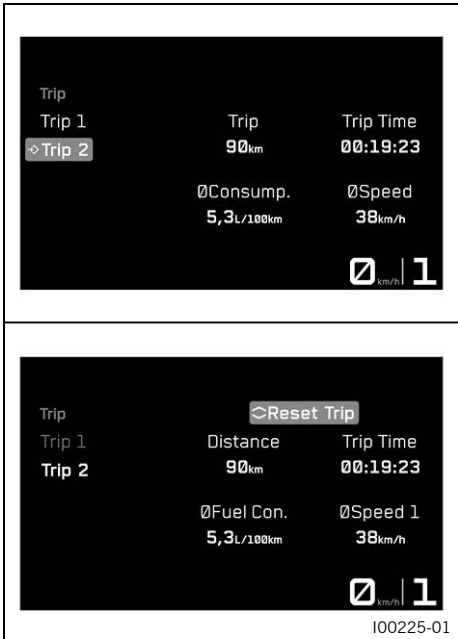 Trip
Trip 1 Trip Trip Time
Trip 2 90km 00:19:23
ØConsump. ØSpeed
5,3L/100km 38km/h
0 km/h 1
Reset Trip
Trip
Trip 1 Distance Trip Time
Trip 2 90km 00:19:23
ØFuel Con. ØSpeed 1
5,3L/100km 38km/h
0 km/h 1
I00225-01